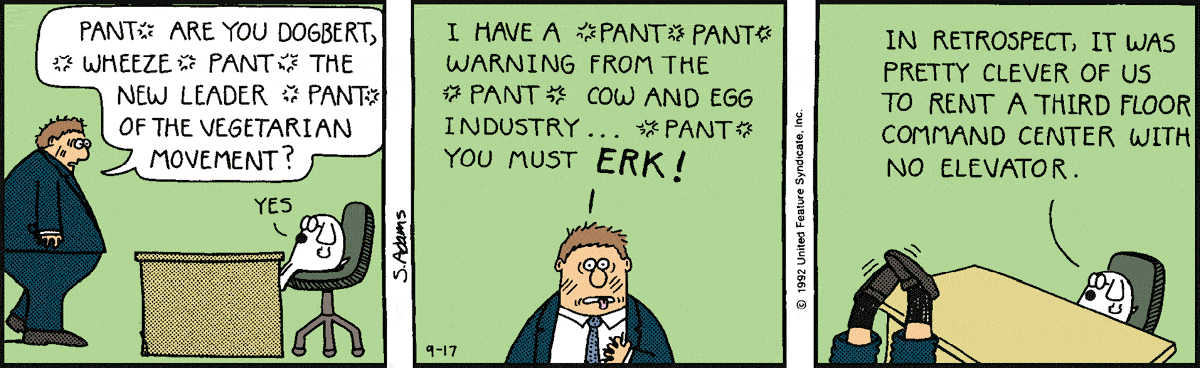 PANT ARE YOU DOGBERT,
WHEEZE PANT THE
NEW LEADER PANT
OF THE VEGETARIAN
MOVEMENT?
YES
S. Adams
I HAVE A PANT PANT
WARNING FROM THE
PANT COW AND EGG
INDUSTRY... PANT
YOU MUST ERK!
9-17
© 1992 United Feature Syndicate, Inc.
IN RETROSPECT, IT WAS
PRETTY CLEVER OF US
TO RENT A THIRD FLOOR
COMMAND CENTER WITH
NO ELEVATOR.